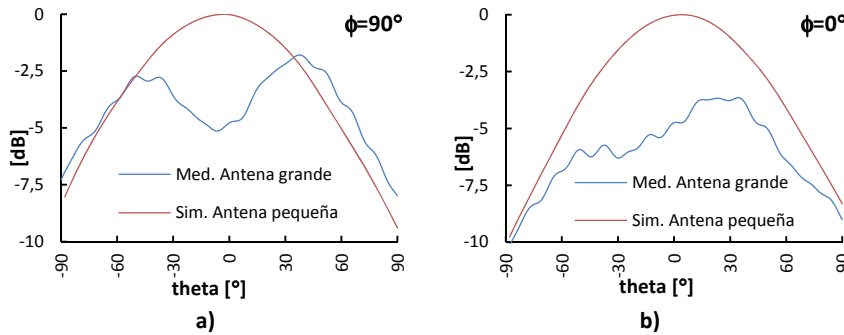 0
-2,5
-5
-7,5
-10
[dB]
ϕ=90°
Med. Antena grande
Sim. Antena pequeña
-90
-60
-30
0
30
60
90
theta [°]
a)
0
-2,5
-5
-7,5
-10
[dB]
ϕ=0°
Med. Antena grande
Sim. Antena pequeña
-90
-60
-30
0
30
60
90
theta [°]
b)